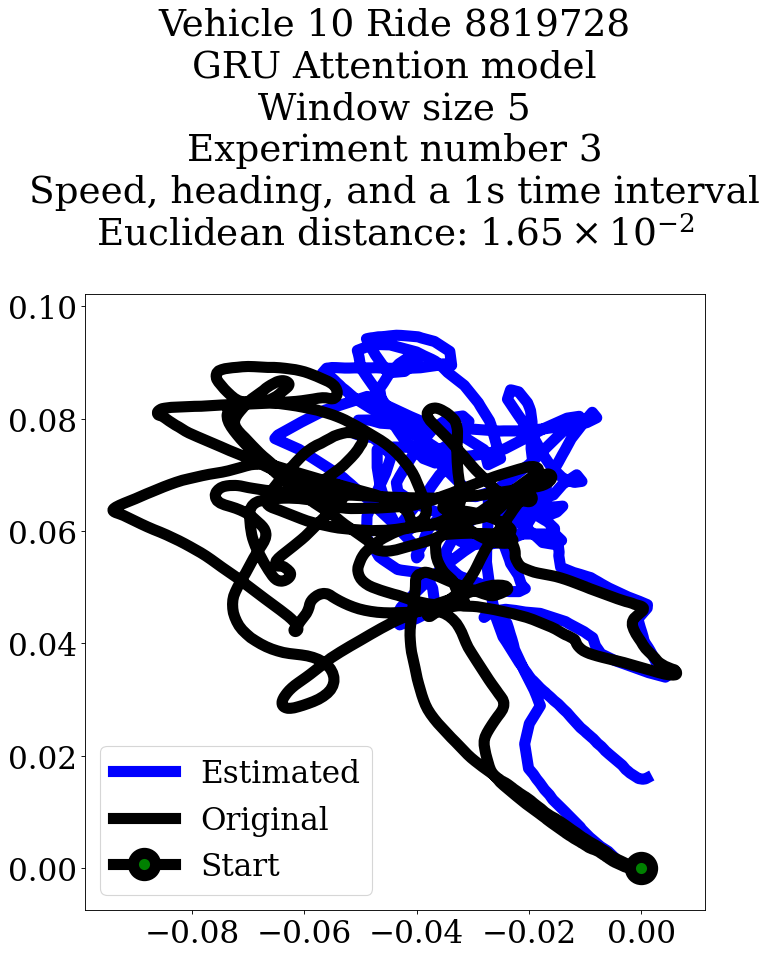 Vehicle 10 Ride 8819728
GRU Attention model
Window size 5
Experiment number 3
Speed, heading, and a 1s time interval
Euclidean distance: 1.65 × 10⁻²
0.10
0.08
0.06
0.04
0.02
0.00
Estimated
Original
Start
−0.08 −0.06 −0.04 −0.02 0.00